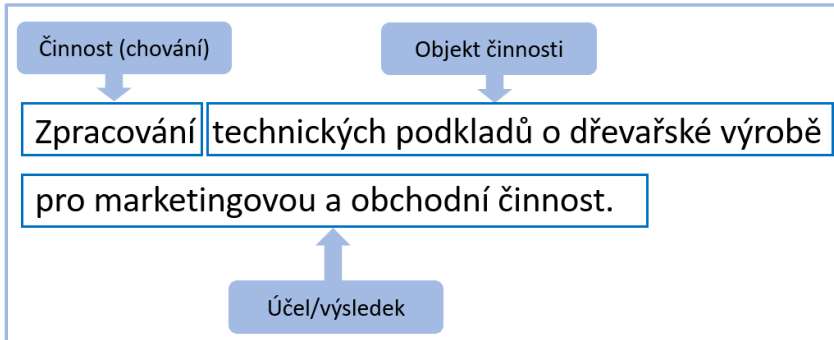 Činnost (chování)
Objekt činnosti
Zpracování technických podkladů o dřevařské výrobě
pro marketingovou a obchodní činnost.
Účel/výsledek